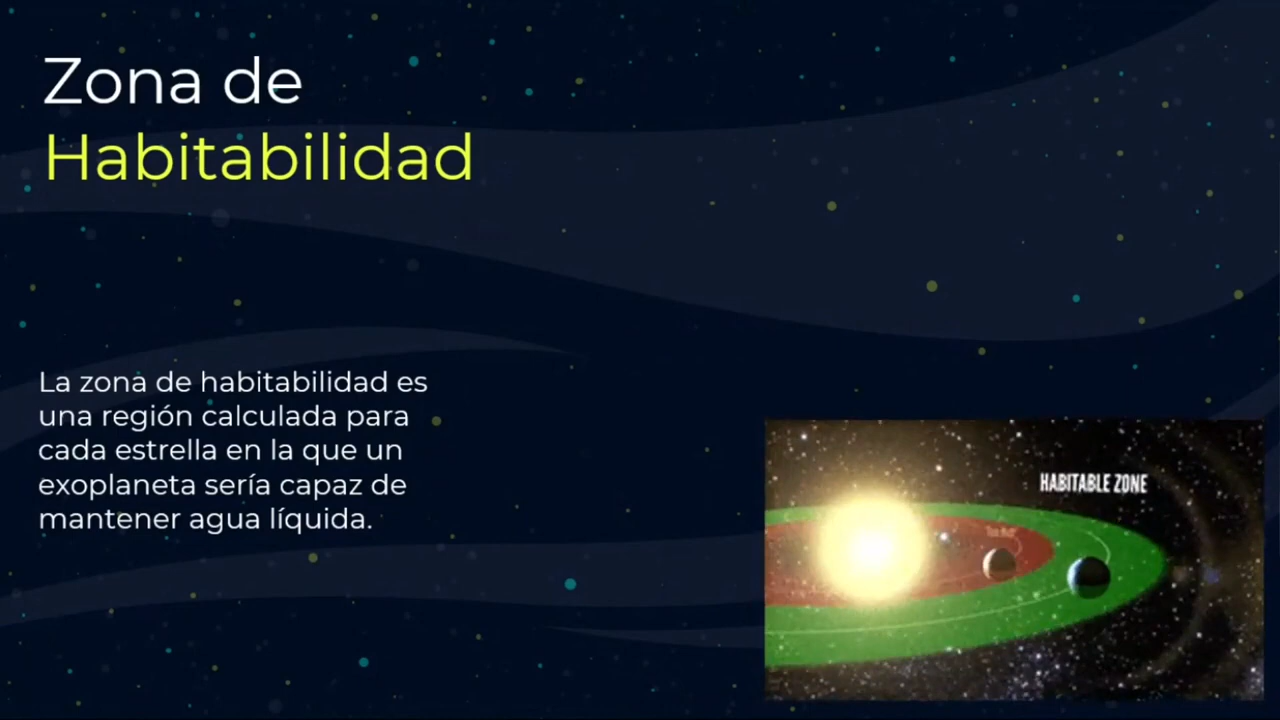 Zona de
Habitabilidad
La zona de habitabilidad es
una región calculada para
cada estrella en la que un
exoplaneta sería capaz de
mantener agua líquida.
HABITABLE ZONE